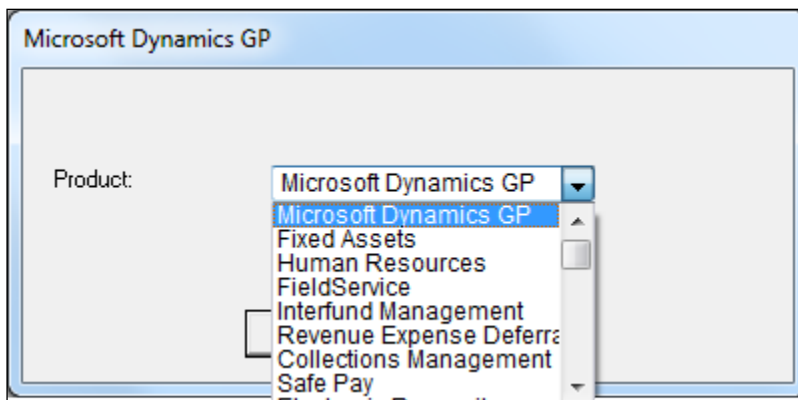 Microsoft Dynamics GP
Product:
Microsoft Dynamics GP
Microsoft Dynamics GP
Fixed Assets
Human Resources
FieldService
Interfund Management
Revenue Expense Deferra
Collections Management
Safe Pay